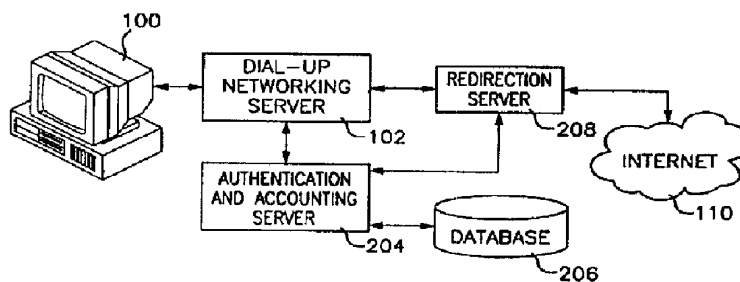 100
DIAL-UP
NETWORKING
SERVER
102
REDIRECTION
SERVER
208
INTERNET
110
AUTHENTICATION
AND ACCOUNTING
SERVER
204
DATABASE
206